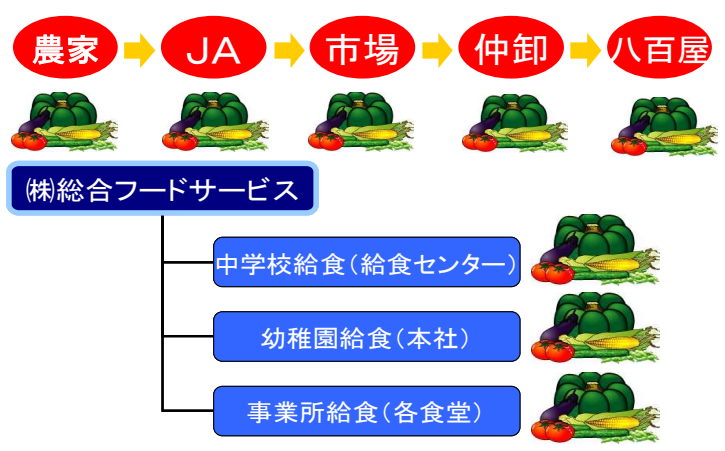 農家
JA
市場
仲卸
八百屋
㈱総合フードサービス
中学校給食(給食センター)
幼稚園給食(本社)
事業所給食(各食堂)